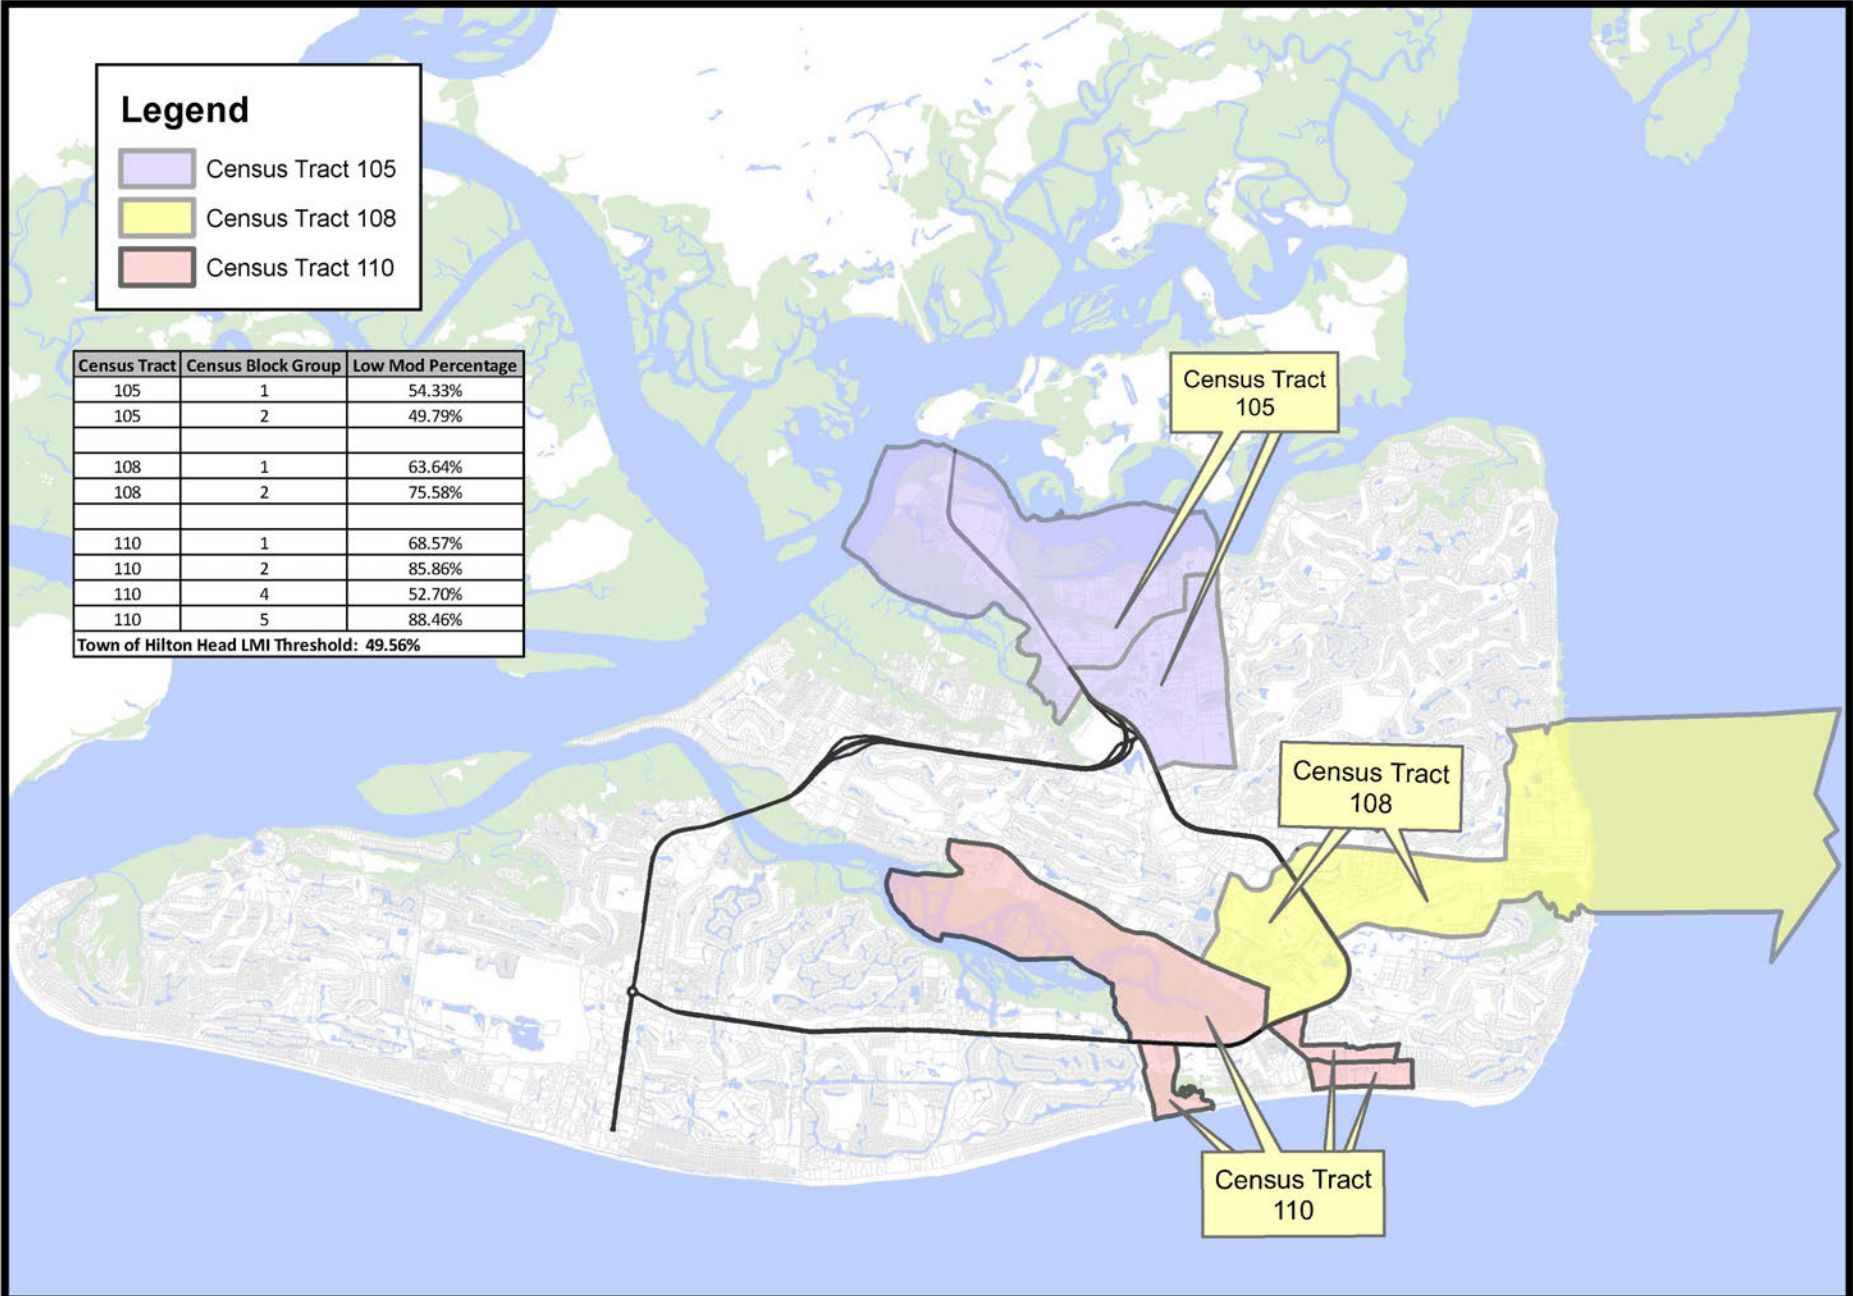 Legend
Census Tract 105
Census Tract 108
Census Tract 110
Census Tract Census Block Group Low Mod Percentage
105 1 54.33%
105 2 49.79%
108 1 63.64%
108 2 75.58%
110 1 68.57%
110 2 85.86%
110 4 52.70%
110 5 88.46%
Town of Hilton Head LMI Threshold: 49.56%
Census Tract
105
Census Tract
108
Census Tract
110